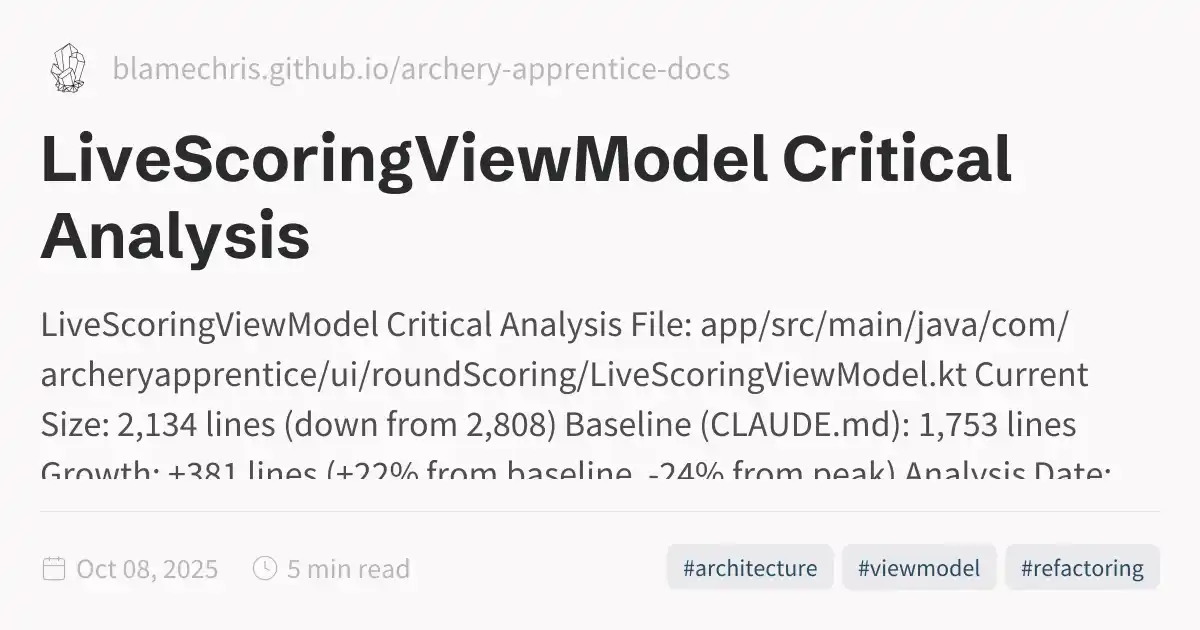 blamechris.github.io/archery-apprentice-docs
LiveScoringViewModel Critical
Analysis
LiveScoringViewModel Critical Analysis File: app/src/main/java/com/
archeryapprentice/ui/roundScoring/LiveScoringViewModel.kt Current
Size: 2,134 lines (down from 2,808) Baseline (CLAUDE.md): 1,753 lines
Growth: +381 lines (+22% from baseline, -24% from peak) Analysis Date:
Oct 08, 2025
5 min read
#architecture
#viewmodel
#refactoring